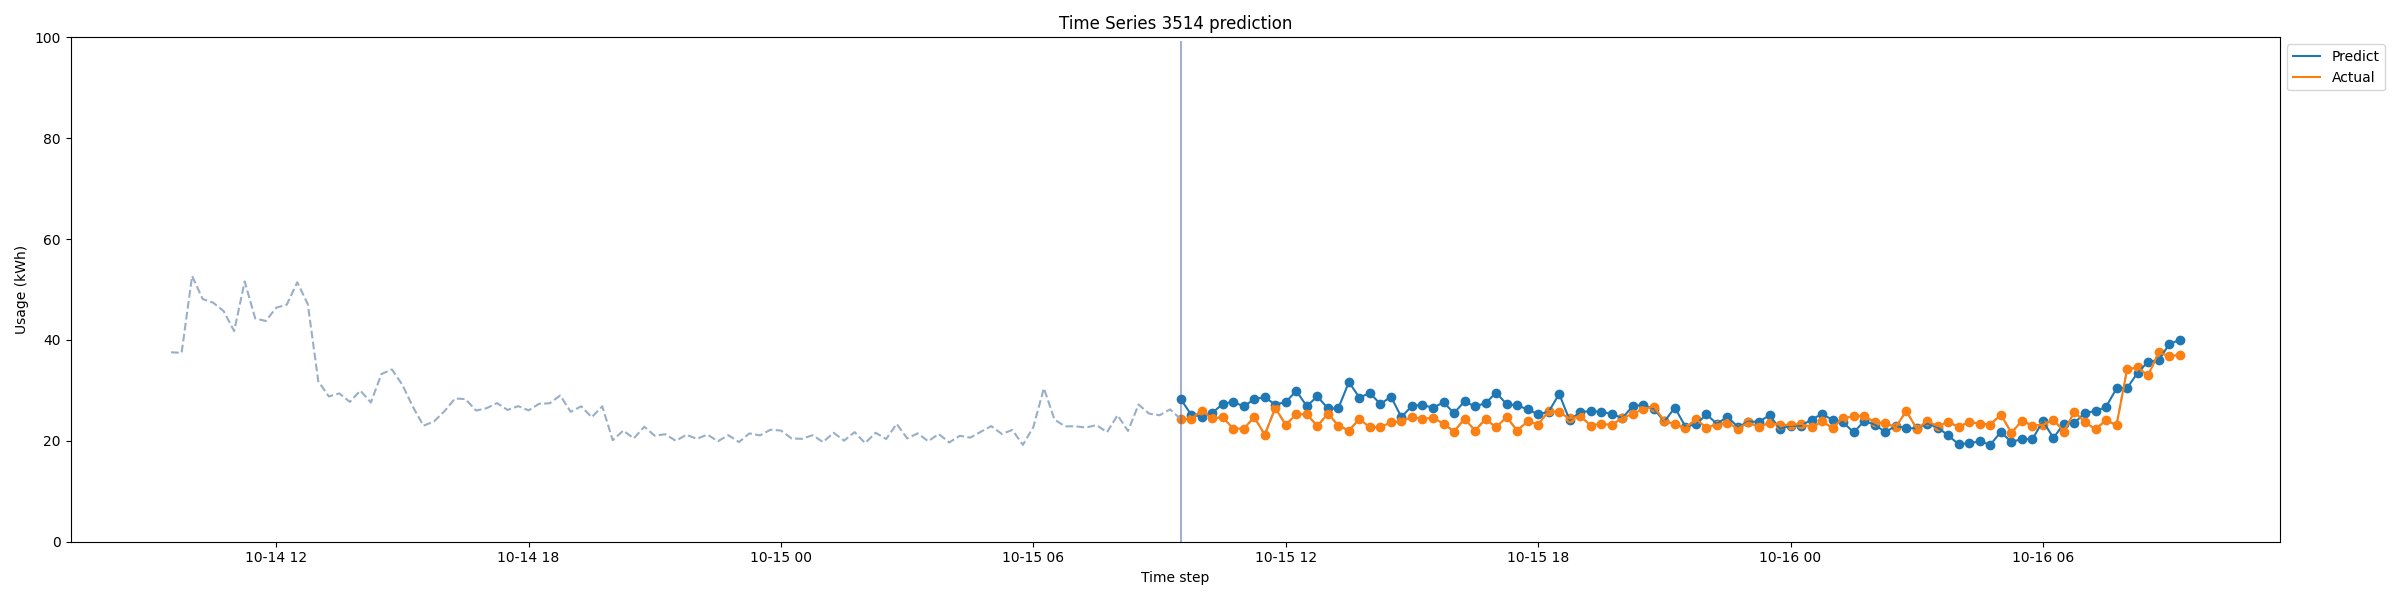 Time Series 3514 prediction
100
80
60
40
20
0
Usage (kWh)
10-14 12
10-14 18
10-15 00
10-15 06
10-15 12
10-15 18
10-16 00
10-16 06
Time step
Predict
Actual